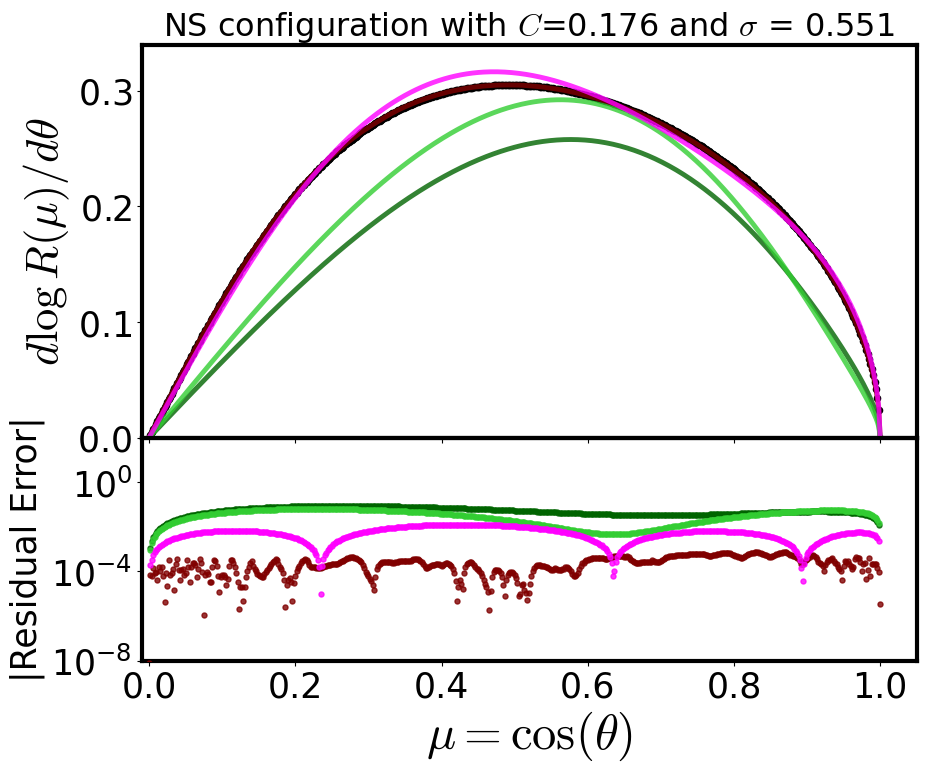 NS configuration with C=0.176 and σ = 0.551
d log R(μ)/dθ
0.3
0.2
0.1
0.0
|Residual Error|
10⁰
10⁻⁴
10⁻⁸
0.0 0.2 0.4 0.6 0.8 1.0
μ = cos(θ)